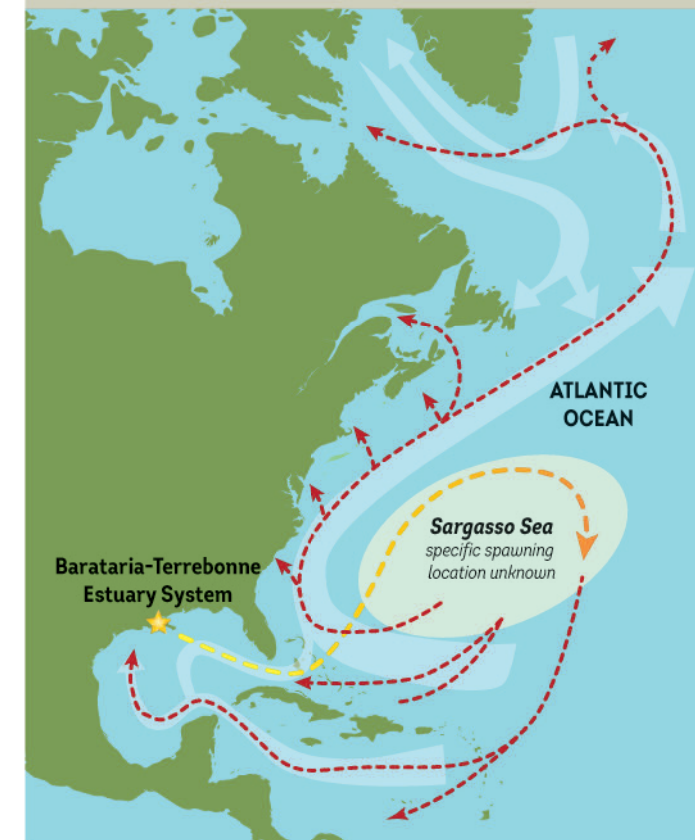 ATLANTIC
OCEAN
Sargasso Sea
specific spawning
location unknown
Barataria-Terrebonne
Estuary System